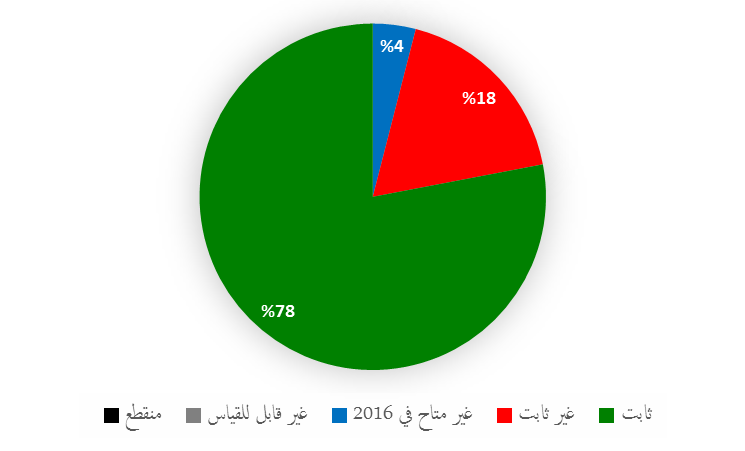 %4
%18
%78
ثابت غير ثابت غير متاح في 2016 غير قابل للقياس منقطع